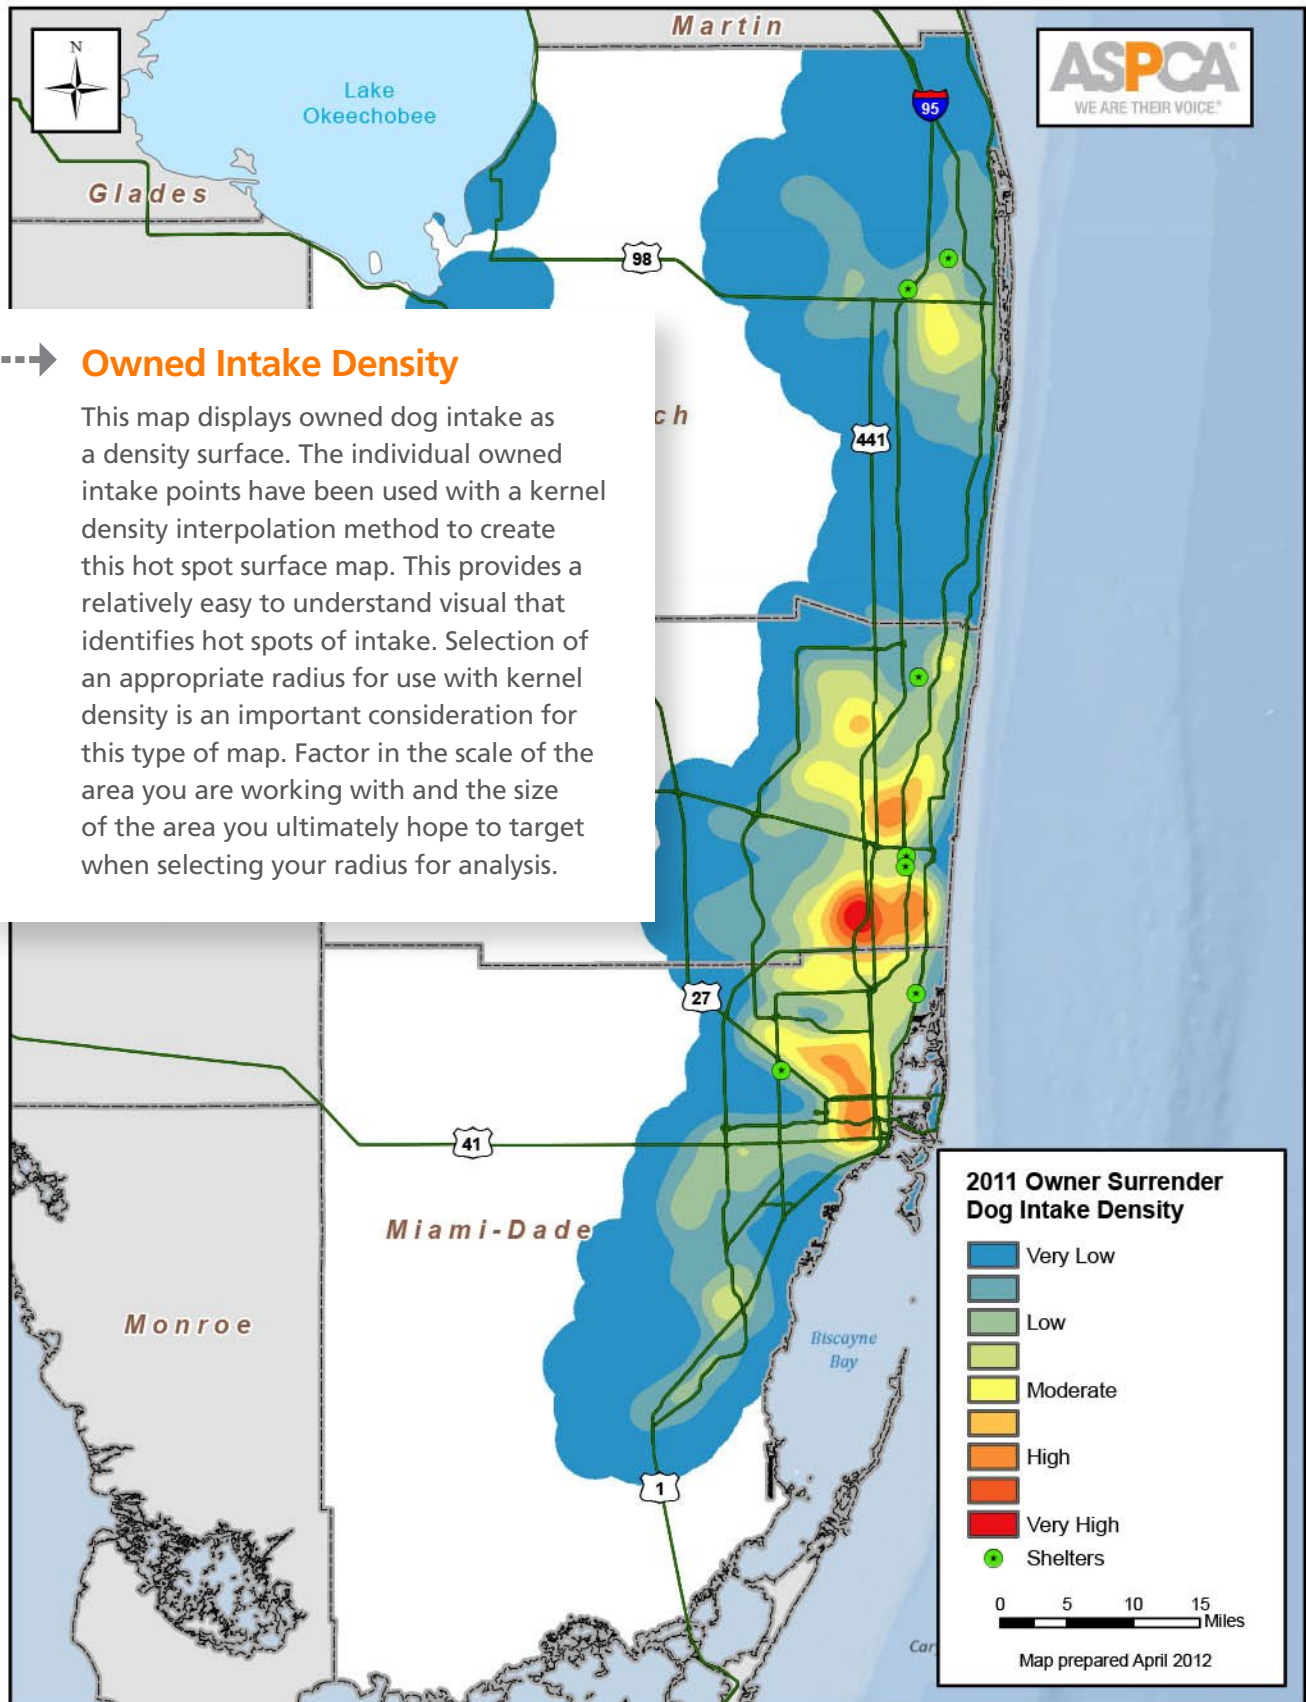 Martin
N
ASPCA®
WE ARE THEIR VOICE®
Lake
Okeechobee
95
Glades
98
Owned Intake Density
This map displays owned dog intake as
a density surface. The individual owned
intake points have been used with a kernel
density interpolation method to create
this hot spot surface map. This provides a
relatively easy to understand visual that
identifies hot spots of intake. Selection of
an appropriate radius for use with kernel
density is an important consideration for
this type of map. Factor in the scale of the
area you are working with and the size
of the area you ultimately hope to target
when selecting your radius for analysis.
ch
441
27
41
Miami-Dade
Monroe
Biscayne
Bay
1
2011 Owner Surrender
Dog Intake Density
Very Low
Low
Moderate
High
Very High
Shelters
0 5 10 15
Miles
Map prepared April 2012
Car